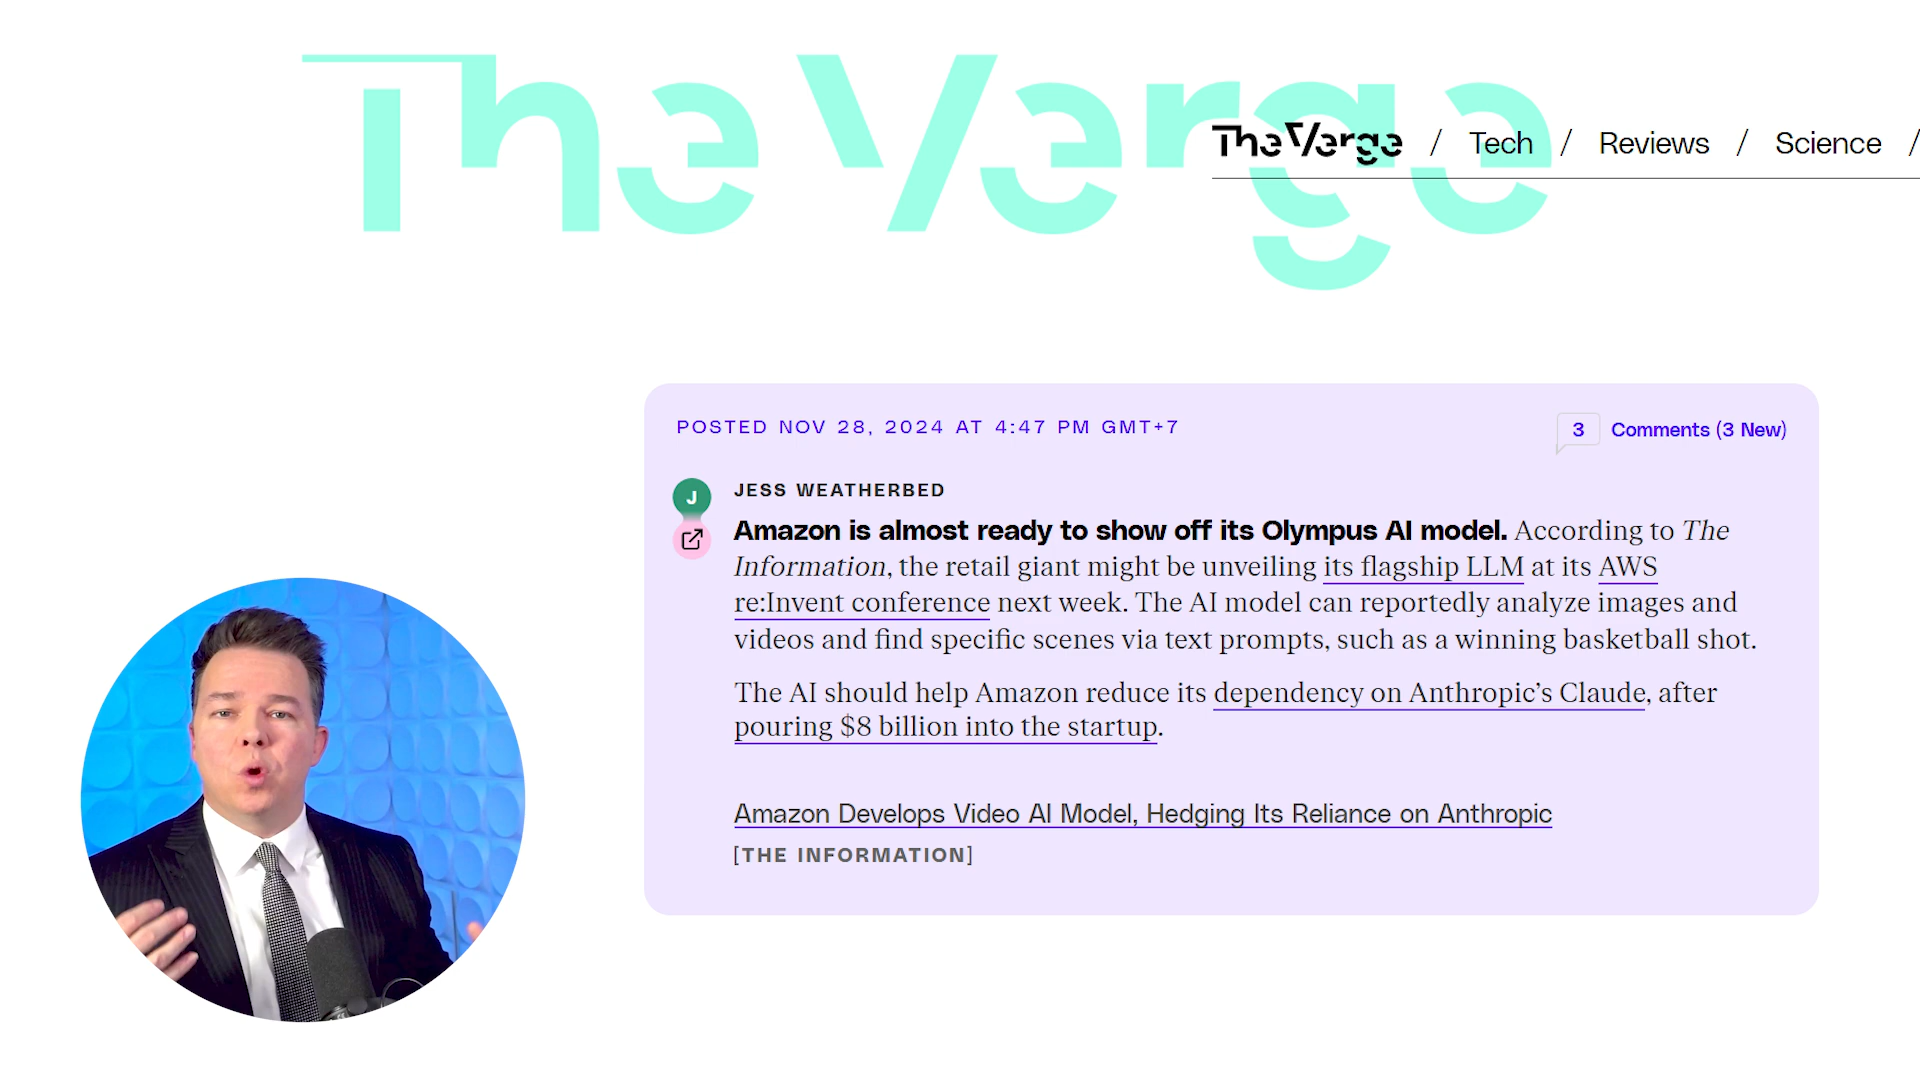 The Verge
The Verge / Tech / Reviews / Science /
POSTED NOV 28, 2024 AT 4:47 PM GMT+7
3 Comments (3 New)
J
JESS WEATHERBED
Amazon is almost ready to show off its Olympus AI model. According to The
Information, the retail giant might be unveiling its flagship LLM at its AWS
re:Invent conference next week. The AI model can reportedly analyze images and
videos and find specific scenes via text prompts, such as a winning basketball shot.
The AI should help Amazon reduce its dependency on Anthropic’s Claude, after
pouring $8 billion into the startup.
Amazon Develops Video AI Model, Hedging Its Reliance on Anthropic
[THE INFORMATION]